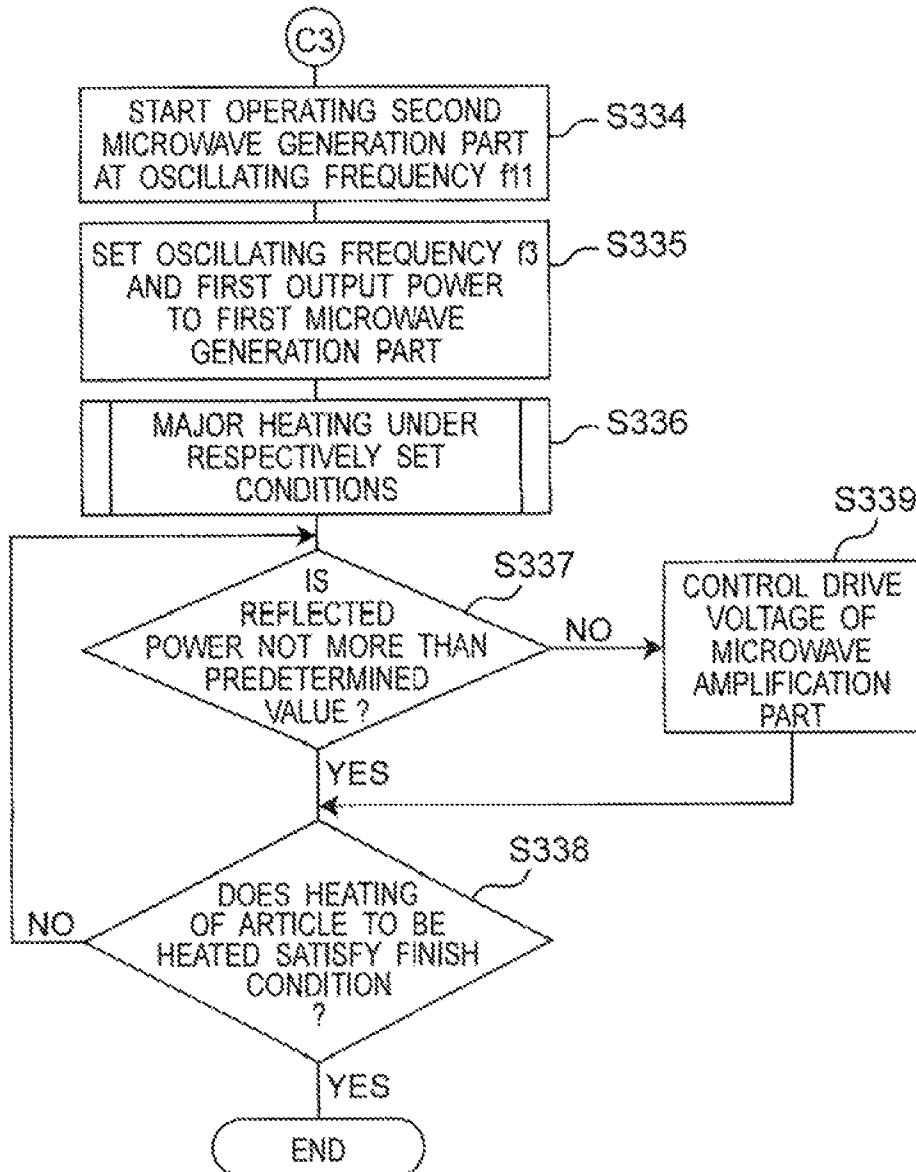 C3
START OPERATING SECOND
MICROWAVE GENERATION PART
AT OSCILLATING FREQUENCY f11
S334
SET OSCILLATING FREQUENCY f3
AND FIRST OUTPUT POWER
TO FIRST MICROWAVE
GENERATION PART
S335
MAJOR HEATING UNDER
RESPECTIVELY SET
CONDITIONS
S336
IS
REFLECTED
POWER NOT MORE THAN
PREDETERMINED
VALUE ?
S337
NO
YES
S339
CONTROL DRIVE
VOLTAGE OF
MICROWAVE
AMPLIFICATION
PART
DOES HEATING
OF ARTICLE TO BE
HEATED SATISFY FINISH
CONDITION
?
S338
NO
YES
END